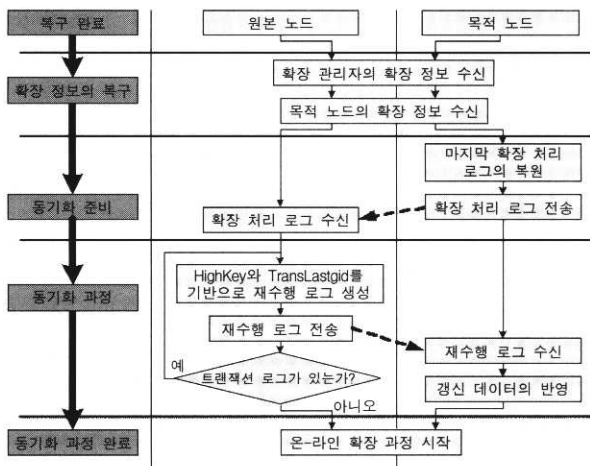 복구 완료
원본 노드
목적 노드
확장 관리자의 확장 정보 수신
확장 정보의 복구
목적 노드의 확장 정보 수신
마지막 확장 처리
로그의 복원
동기화 준비
확장 처리 로그 수신
확장 처리 로그 전송
HighKey와 TransLastgid를
기반으로 재수행 로그 생성
동기화 과정
재수행 로그 전송
재수행 로그 수신
예
트랜잭션 로그가 있는가?
갱신 데이터의 반영
아니오
동기화 과정 완료
온-라인 확장 과정 시작